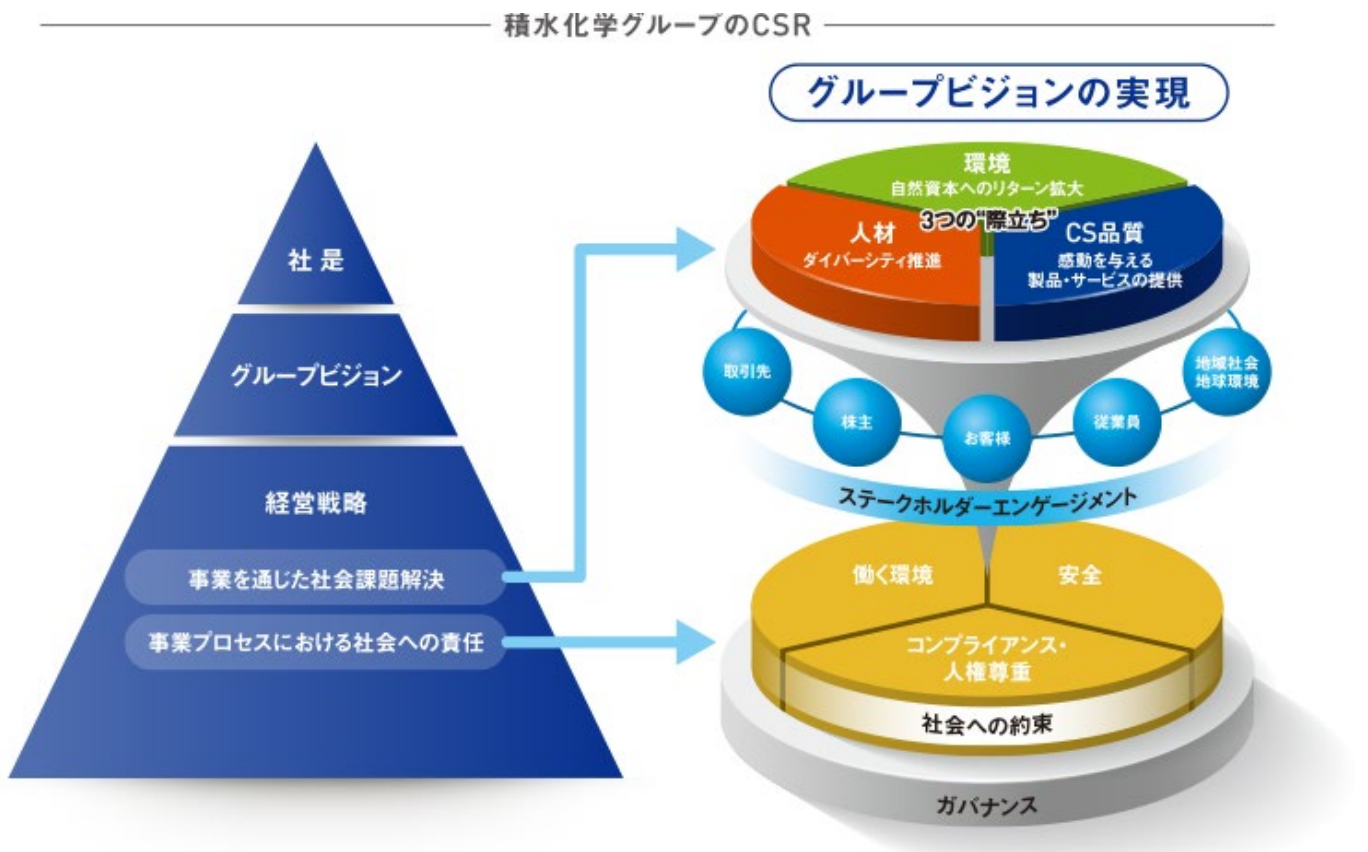 積水化学グループのCSR
グループビジョンの実現
社是
グループビジョン
経営戦略
事業を通じた社会課題解決
事業プロセスにおける社会への責任
環境
自然資本へのリターン拡大
3つの"際立ち"
人材
ダイバーシティ推進
CS品質
感動を与える
製品・サービスの提供
取引先
株主
お客様
従業員
地域社会
地球環境
ステークホルダーエンゲージメント
働く環境
安全
コンプライアンス・
人権尊重
社会への約束
ガバナンス